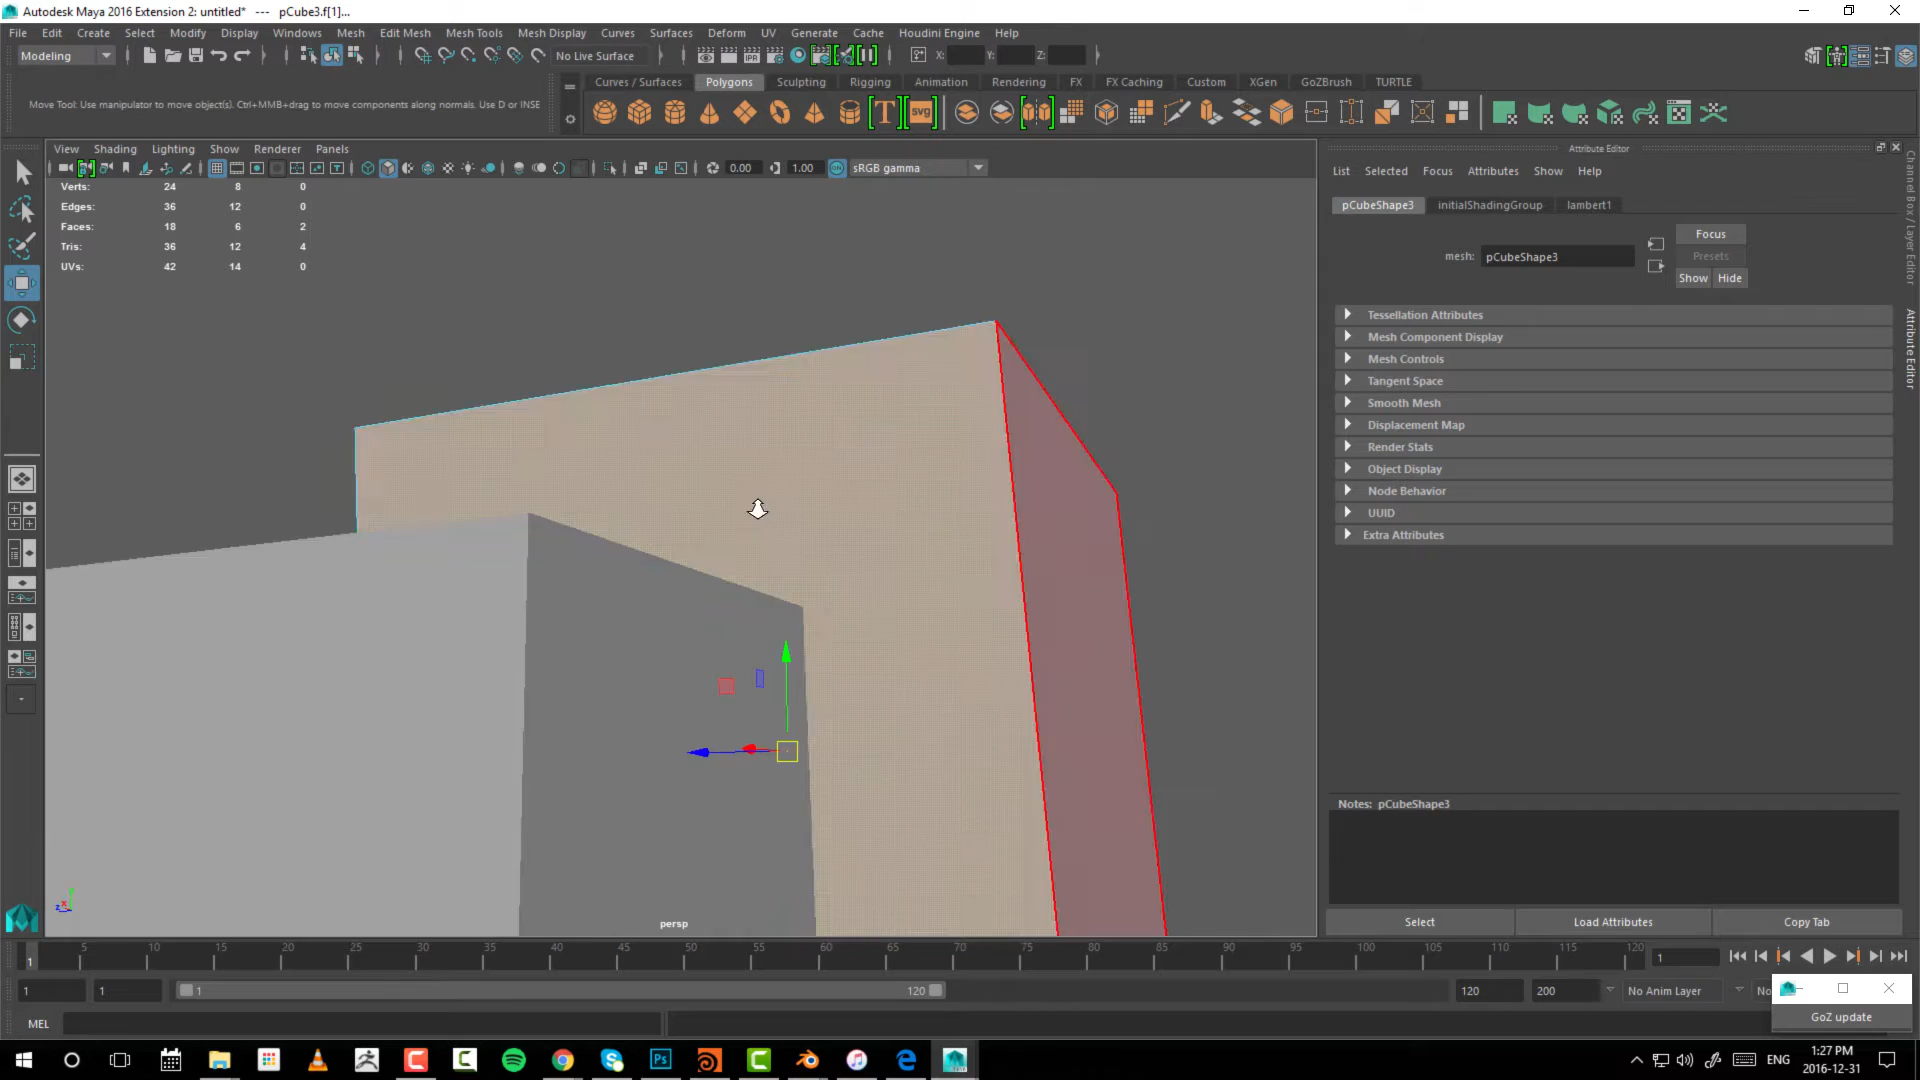 Autodesk Maya 2016 Extension 2: untitled* --- pCube3.f[1]...
File Edit Create Select Modify Display Windows Mesh Edit Mesh Mesh Tools Mesh Display Curves Surfaces Deform UV Generate Cache Houdini Engine Help
Modeling No Live Surface X: Y: Z:
Curves / Surfaces Polygons Sculpting Rigging Animation Rendering FX FX Caching Custom XGen GoZBrush TURTLE
Move Tool: Use manipulator to move object(s). Ctrl+MMB+drag to move components along normals. Use D or INSE
T SVG
View Shading Lighting Show Renderer Panels
0.00 1.00 ON sRGB gamma
Verts: 24 8 0
Edges: 36 12 0
Faces: 18 6 2
Tris: 36 12 4
UVs: 42 14 0
persp
Attribute Editor
List Selected Focus Attributes Show Help
pCubeShape3 initialShadingGroup lambert1
mesh: pCubeShape3
Focus
Presets
Show Hide
Tessellation Attributes
Mesh Component Display
Mesh Controls
Tangent Space
Smooth Mesh
Displacement Map
Render Stats
Object Display
Node Behavior
UUID
Extra Attributes
Notes: pCubeShape3
Select Load Attributes Copy Tab
Channel Box / Layer Editor
Attribute Editor
5 10 15 20 25 30 35 40 45 50 55 60 65 70 75 80 85 90 95 100 105 110 115 120
1 1
1 1 1 120 120 200 No Anim Layer No
MEL
GoZ update
ENG
1:27 PM
2016-12-31